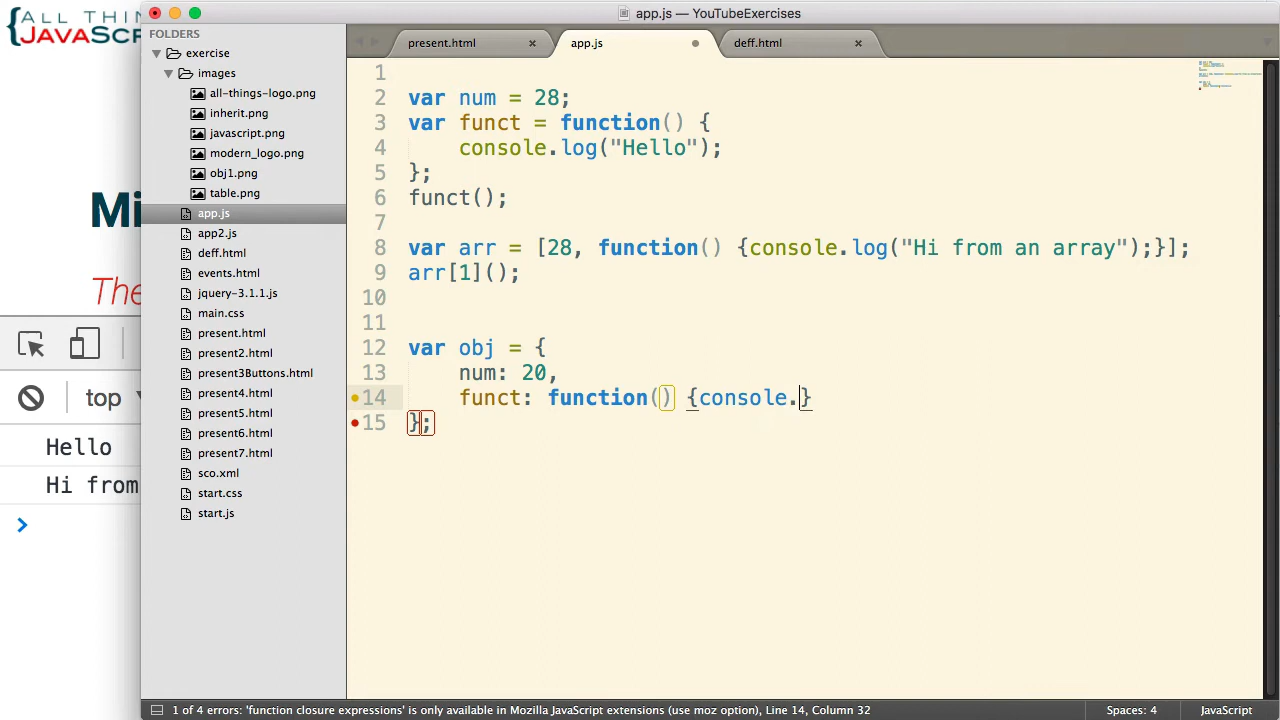 ALL THIN
JAVASCRI
app.js — YouTubeExercises
FOLDERS
exercise
images
all-things-logo.png
inherit.png
javascript.png
modern_logo.png
obj1.png
table.png
app.js
app2.js
deff.html
events.html
jquery-3.1.1.js
main.css
present.html
present2.html
present3Buttons.html
present4.html
present5.html
present6.html
present7.html
sco.xml
start.css
start.js
present.html
app.js
deff.html
1
2 var num = 28;
3 var funct = function() {
4 console.log("Hello");
5 };
6 funct();
7
8 var arr = [28, function() {console.log("Hi from an array");}];
9 arr[1]();
10
11
12 var obj = {
13 num: 20,
14 funct: function() {console.}
15 };
Mi
The
top
Hello
Hi from
1 of 4 errors: 'function closure expressions' is only available in Mozilla JavaScript extensions (use moz option), Line 14, Column 32
Spaces: 4
JavaScript